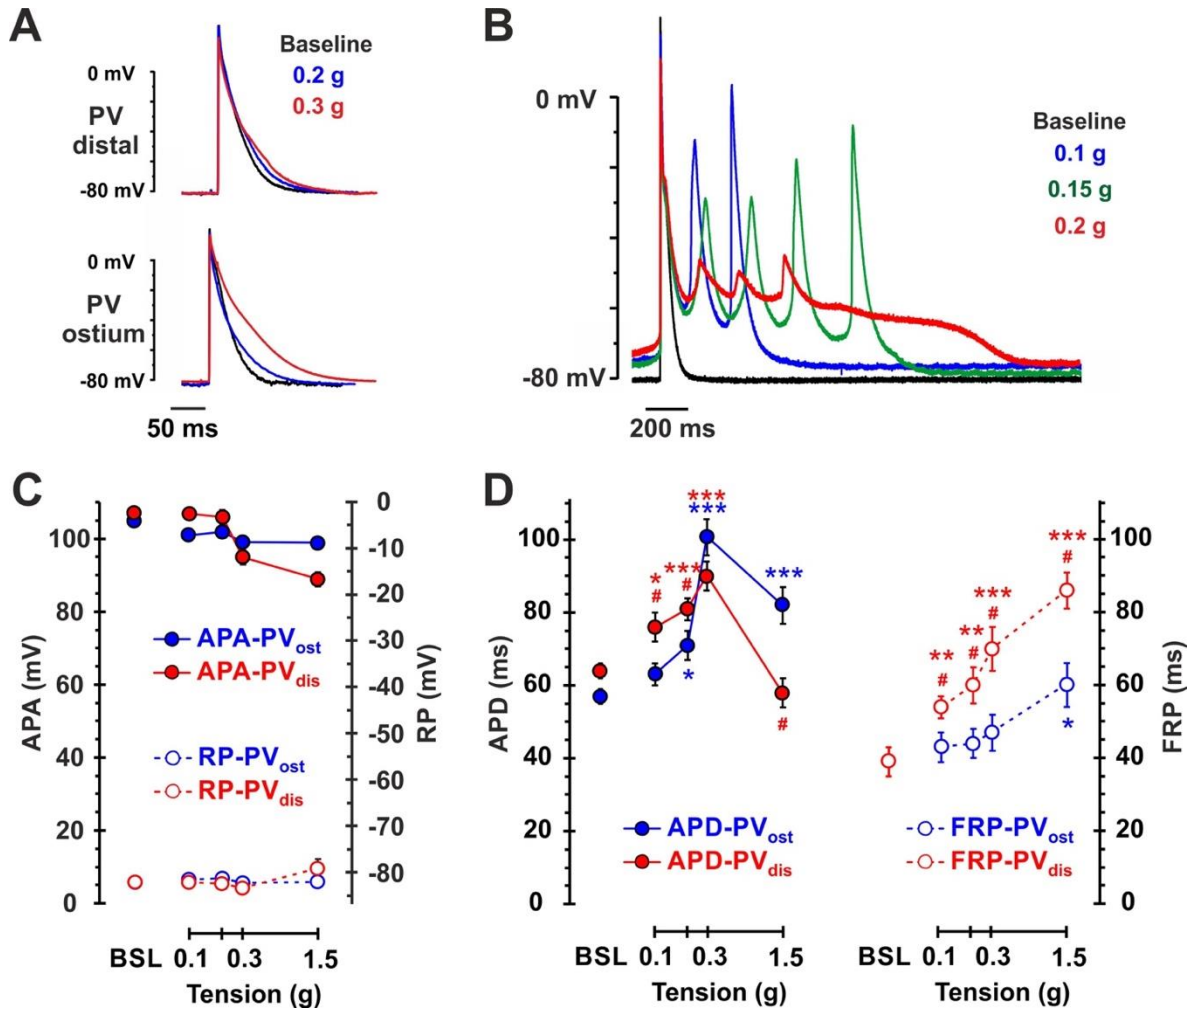 A
Baseline
0.2 g
0.3 g
0 mV
PV
distal
-80 mV
0 mV
PV
ostium
-80 mV
50 ms
B
0 mV
-80 mV
Baseline
0.1 g
0.15 g
0.2 g
200 ms
C
APA (mV)
100
80
60
40
20
0
0
-10
-20
-30
-40
-50
-60
-70
-80
RP (mV)
APA-PVost
APA-PVdis
RP-PVost
RP-PVdis
BSL 0.1 0.3 1.5
Tension (g)
D
APD (ms)
100
80
60
40
20
0
***
***
* *** ***
# #
*
#
APD-PVost
APD-PVdis
BSL 0.1 0.3 1.5
Tension (g)
***
#
***
#
**
#
**
#
*
FRP-PVost
FRP-PVdis
100
80
60
40
20
0
FRP (ms)
BSL 0.1 0.3 1.5
Tension (g)